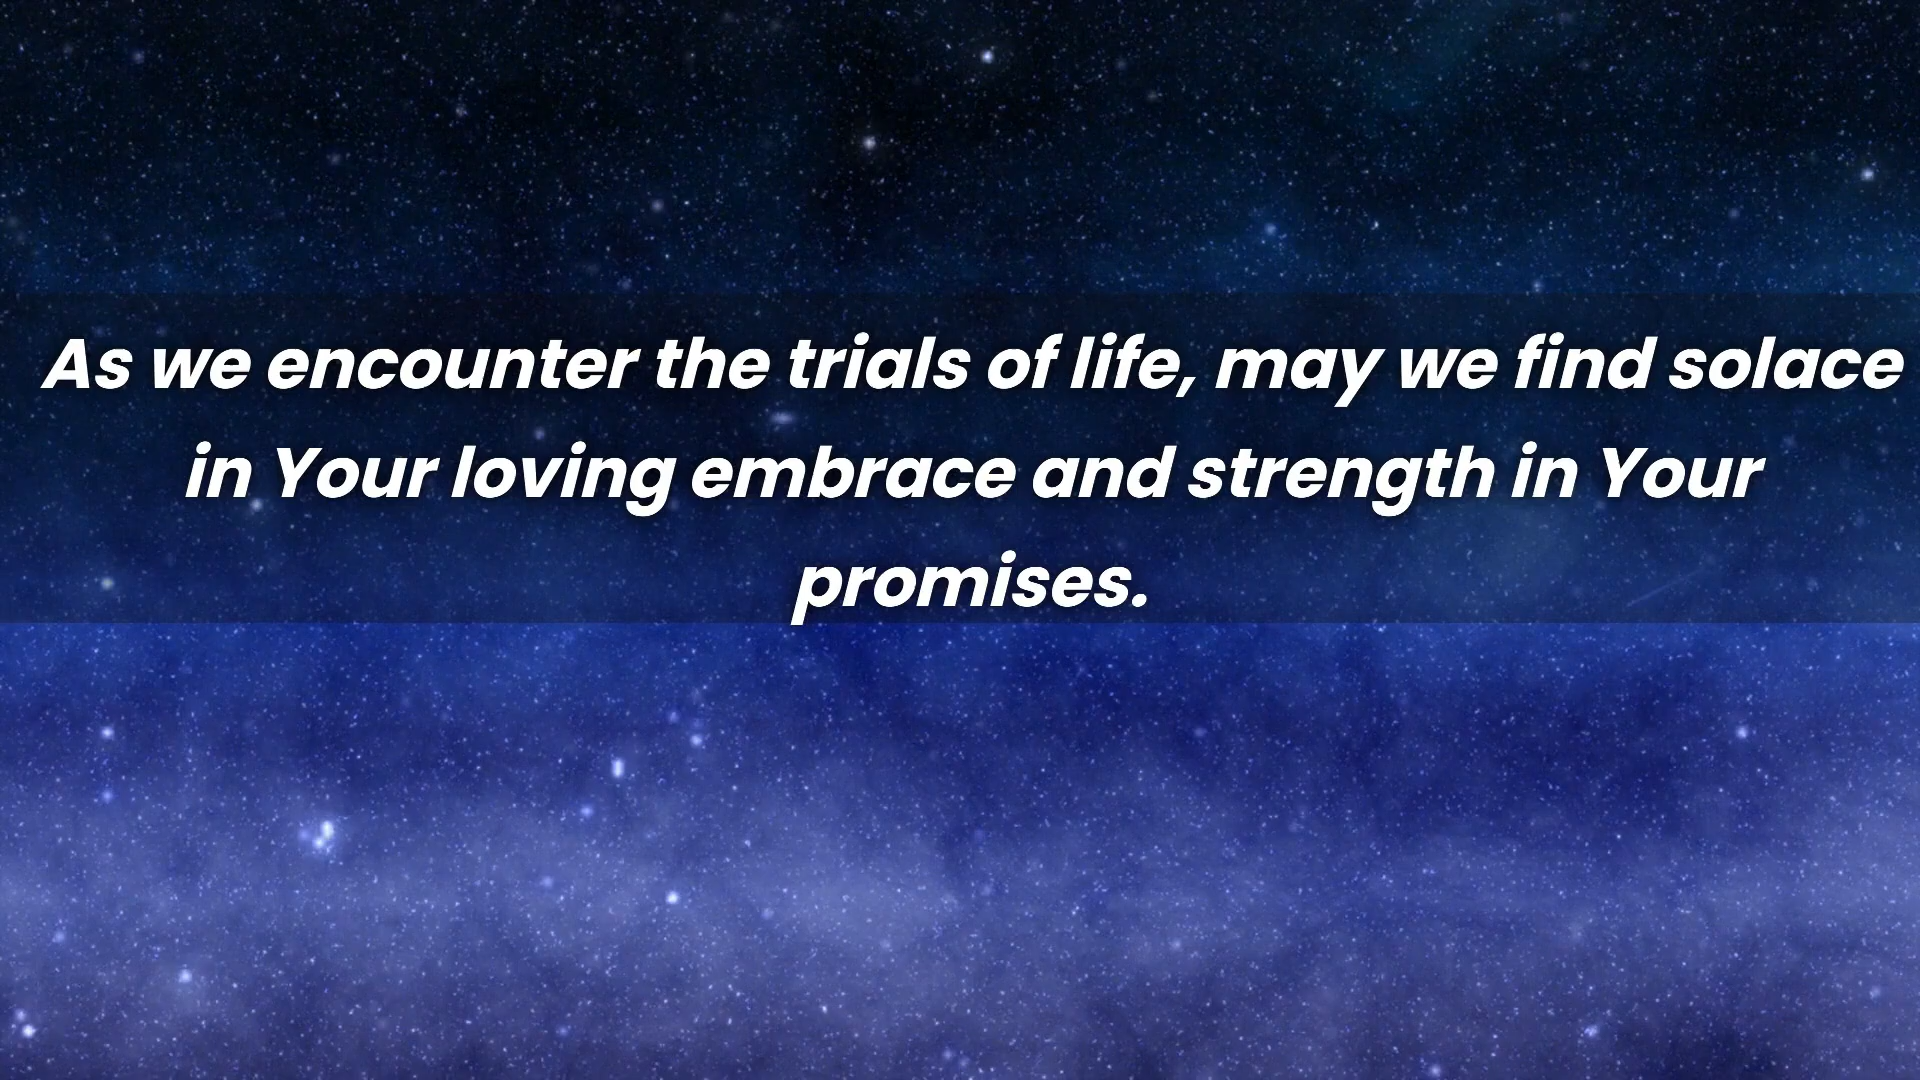 As we encounter the trials of life, may we find solace
in Your loving embrace and strength in Your
promises.